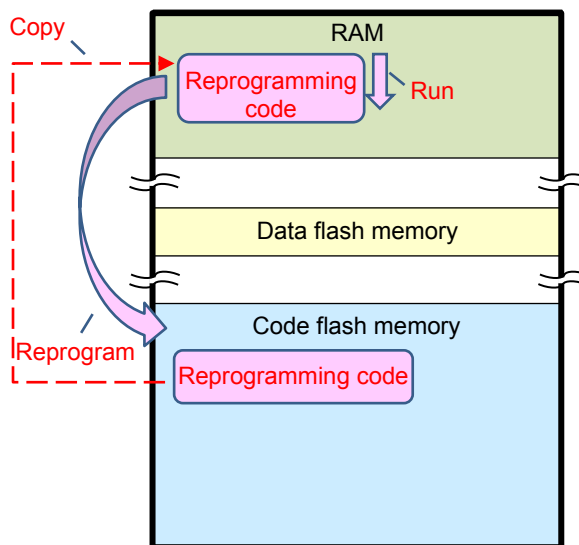 Copy
RAM
Reprogramming
code
Run
Data flash memory
Code flash memory
Reprogram
Reprogramming code